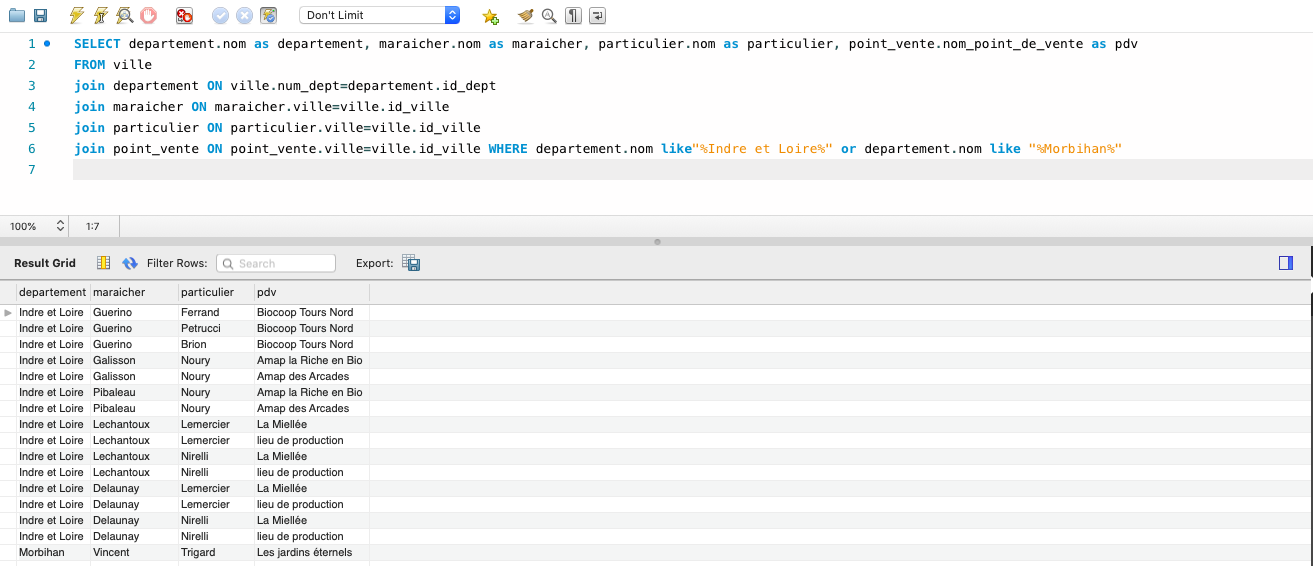 Don't Limit
1 SELECT departement.nom as departement, maraicher.nom as maraicher, particulier.nom as particulier, point_vente.nom_point_de_vente as pdv
2 FROM ville
3 join departement ON ville.num_dept=departement.id_dept
4 join maraicher ON maraicher.ville=ville.id_ville
5 join particulier ON particulier.ville=ville.id_ville
6 join point_vente ON point_vente.ville=ville.id_ville WHERE departement.nom like"%Indre et Loire%" or departement.nom like "%Morbihan%"
7
100% 1:7
Result Grid Filter Rows: Search Export:
departement maraicher particulier pdv
Indre et Loire Guerino Ferrand Biocoop Tours Nord
Indre et Loire Guerino Petrucci Biocoop Tours Nord
Indre et Loire Guerino Brion Biocoop Tours Nord
Indre et Loire Galisson Noury Amap la Riche en Bio
Indre et Loire Galisson Noury Amap des Arcades
Indre et Loire Pibaleau Noury Amap la Riche en Bio
Indre et Loire Pibaleau Noury Amap des Arcades
Indre et Loire Lechantoux Lemercier La Miellée
Indre et Loire Lechantoux Lemercier lieu de production
Indre et Loire Lechantoux Nirelli La Miellée
Indre et Loire Lechantoux Nirelli lieu de production
Indre et Loire Delaunay Lemercier La Miellée
Indre et Loire Delaunay Lemercier lieu de production
Indre et Loire Delaunay Nirelli La Miellée
Indre et Loire Delaunay Nirelli lieu de production
Morbihan Vincent Trigard Les jardins éternels